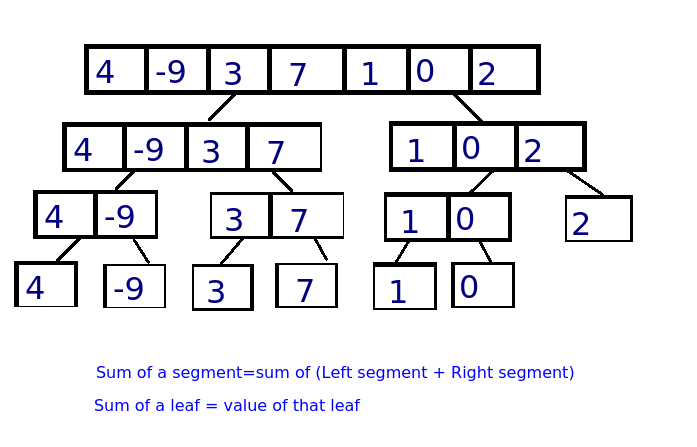 4 -9 3 7 1 0 2
4 -9 3 7 1 0 2
4 -9 3 7 1 0 2
4 -9 3 7 1 0
Sum of a segment=sum of (Left segment + Right segment)
Sum of a leaf = value of that leaf